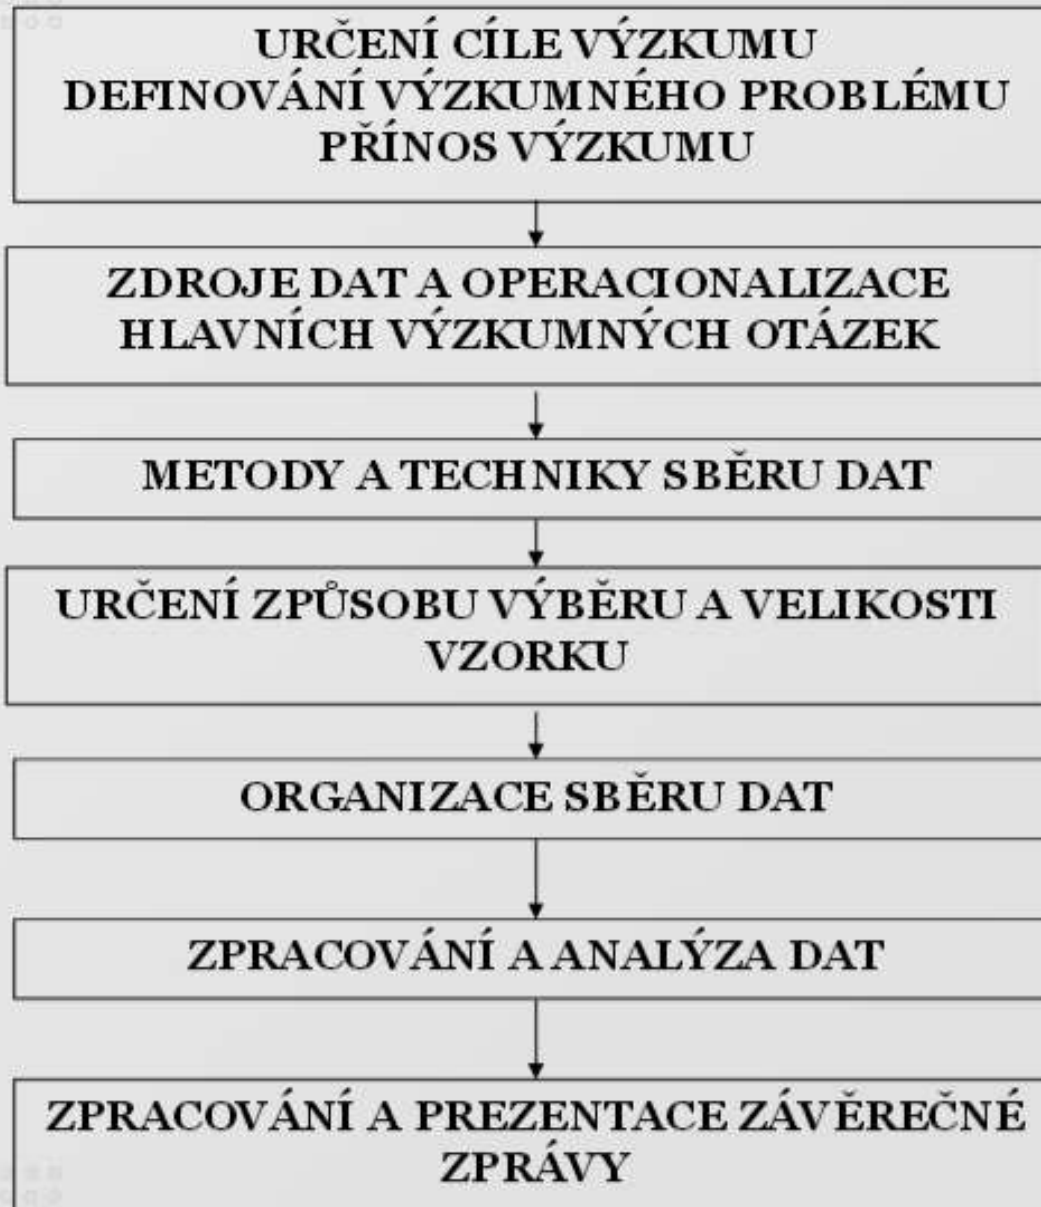 URČENÍ CÍLE VÝZKUMU
DEFINOVÁNÍ VÝZKUMNÉHO PROBLÉMU
PŘÍNOS VÝZKUMU
ZDROJE DAT A OPERACIONALIZACE
HLAVNÍCH VÝZKUMNÝCH OTÁZEK
METODY A TECHNIKY SBĚRU DAT
URČENÍ ZPŮSOBU VÝBĚRU A VELIKOSTI
VZORKU
ORGANIZACE SBĚRU DAT
ZPRACOVÁNÍ A ANALÝZA DAT
ZPRACOVÁNÍ A PREZENTACE ZÁVĚREČNÉ
ZPRÁVY